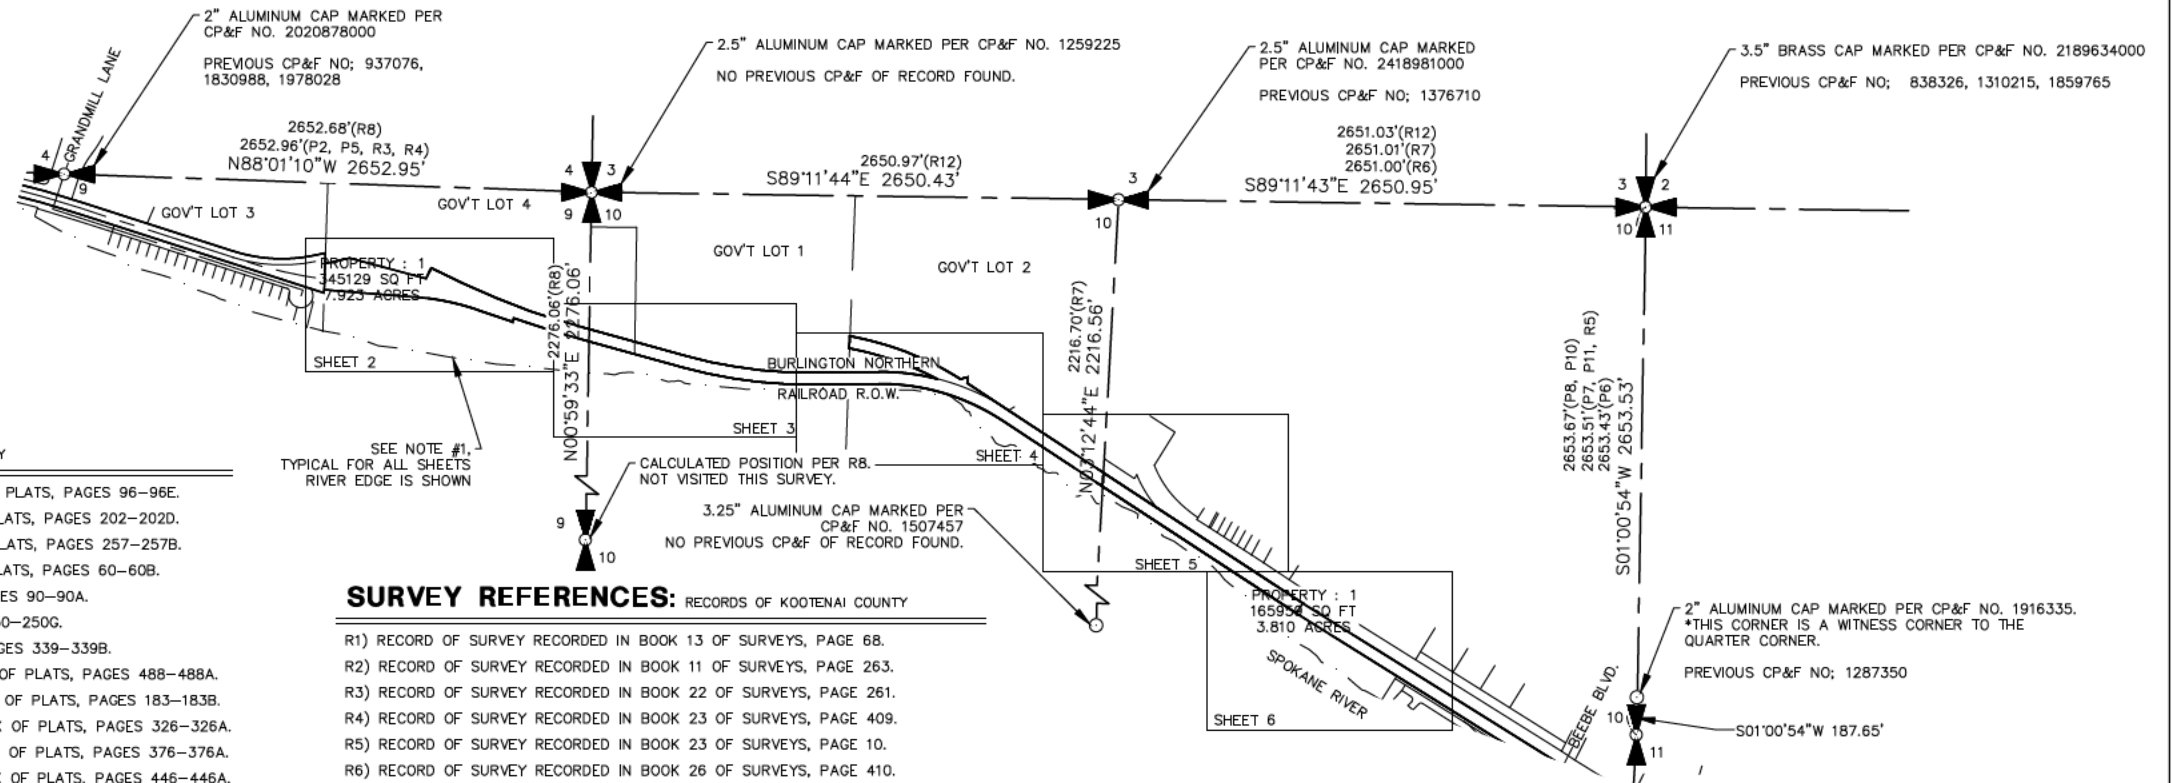 2" ALUMINUM CAP MARKED PER
CP&F NO. 2020878000
PREVIOUS CP&F NO; 937076,
1830988, 1978028
2.5" ALUMINUM CAP MARKED PER CP&F NO. 1259225
NO PREVIOUS CP&F OF RECORD FOUND.
2.5" ALUMINUM CAP MARKED
PER CP&F NO. 2418981000
PREVIOUS CP&F NO; 1376710
3.5" BRASS CAP MARKED PER CP&F NO. 2189634000
PREVIOUS CP&F NO; 838326, 1310215, 1859765
GRANDMILL LANE
2652.68'(R8)
2652.96'(P2, P5, R3, R4)
N88°01'10"W 2652.95'
2650.97'(R12)
S89°11'44"E 2650.43'
2651.03'(R12)
2651.01'(R7)
2651.00'(R6)
S89°11'43"E 2650.95'
4
9
4 3
9 10
3
10
3 2
10 11
GOV'T LOT 3
GOV'T LOT 4
GOV'T LOT 1
GOV'T LOT 2
PROPERTY : 1
345129 SQ FT
7.923 ACRES
SHEET 2
2276.06'(R8)
N00°59'33"E 2276.06'
SHEET 3
BURLINGTON NORTHERN
RAILROAD R.O.W.
SHEET 4
2216.70'(R7)
N03°12'44"E 2216.56'
SHEET 5
2653.67'(P8, P10)
2653.51'(P7, P11, R5)
2653.43'(P6)
S01°00'54"W 2653.53'
SEE NOTE #1,
TYPICAL FOR ALL SHEETS
RIVER EDGE IS SHOWN
CALCULATED POSITION PER R8.
NOT VISITED THIS SURVEY.
3.25" ALUMINUM CAP MARKED PER
CP&F NO. 1507457
NO PREVIOUS CP&F OF RECORD FOUND.
9
10
PROPERTY : 1
SQ FT
3.810 ACRES
SPOKANE RIVER
SHEET 6
BEEBE BLVD.
2" ALUMINUM CAP MARKED PER CP&F NO. 1916335.
*THIS CORNER IS A WITNESS CORNER TO THE
QUARTER CORNER.
PREVIOUS CP&F NO; 1287350
10
11
S01°00'54"W 187.65'
Y
PLATS, PAGES 96-96E.
LATS, PAGES 202-202D.
LATS, PAGES 257-257B.
LATS, PAGES 60-60B.
ES 90-90A.
0-250G.
GES 339-339B.
OF PLATS, PAGES 488-488A.
OF PLATS, PAGES 183-183B.
OF PLATS, PAGES 326-326A.
OF PLATS, PAGES 376-376A.
OF PLATS, PAGES 446-446A.
SURVEY REFERENCES: RECORDS OF KOOTENAI COUNTY
R1) RECORD OF SURVEY RECORDED IN BOOK 13 OF SURVEYS, PAGE 68.
R2) RECORD OF SURVEY RECORDED IN BOOK 11 OF SURVEYS, PAGE 263.
R3) RECORD OF SURVEY RECORDED IN BOOK 22 OF SURVEYS, PAGE 261.
R4) RECORD OF SURVEY RECORDED IN BOOK 23 OF SURVEYS, PAGE 409.
R5) RECORD OF SURVEY RECORDED IN BOOK 23 OF SURVEYS, PAGE 10.
R6) RECORD OF SURVEY RECORDED IN BOOK 26 OF SURVEYS, PAGE 410.